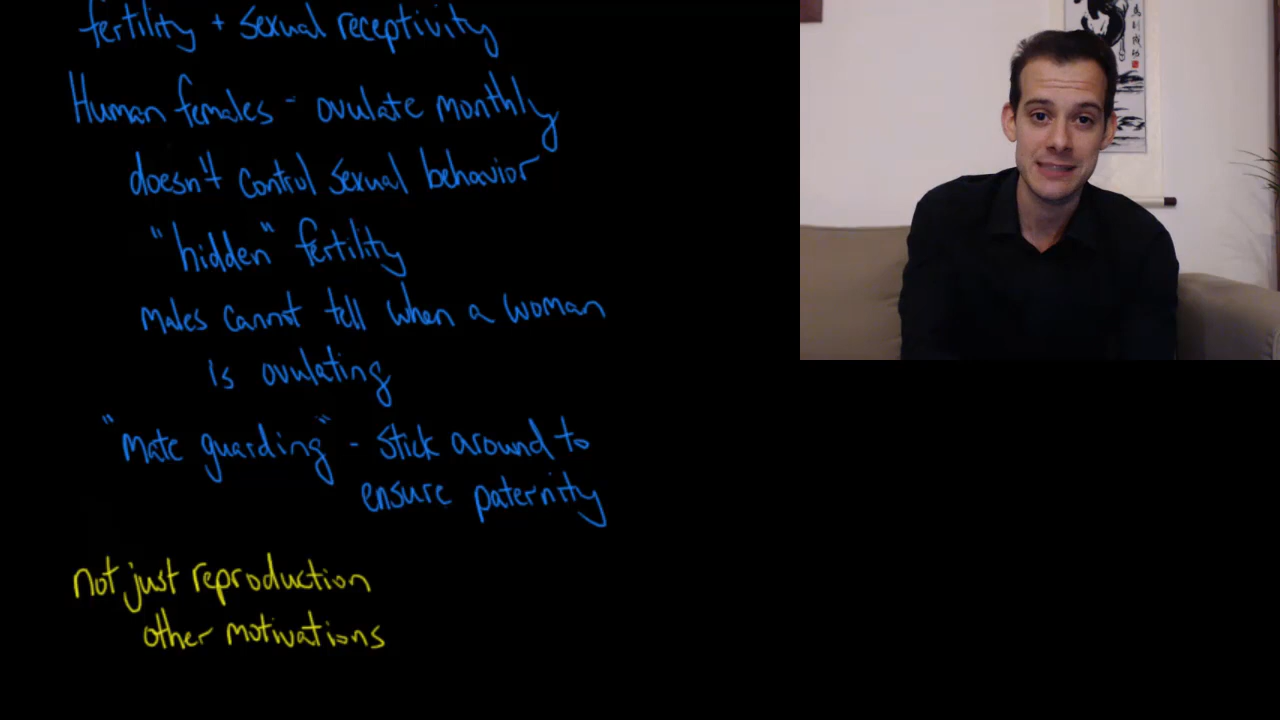 fertility + sexual receptivity
Human females - ovulate monthly
doesn't control sexual behavior
"hidden" fertility
males cannot tell when a woman
is ovulating
"mate guarding" - stick around to
ensure paternity
not just reproduction
other motivations